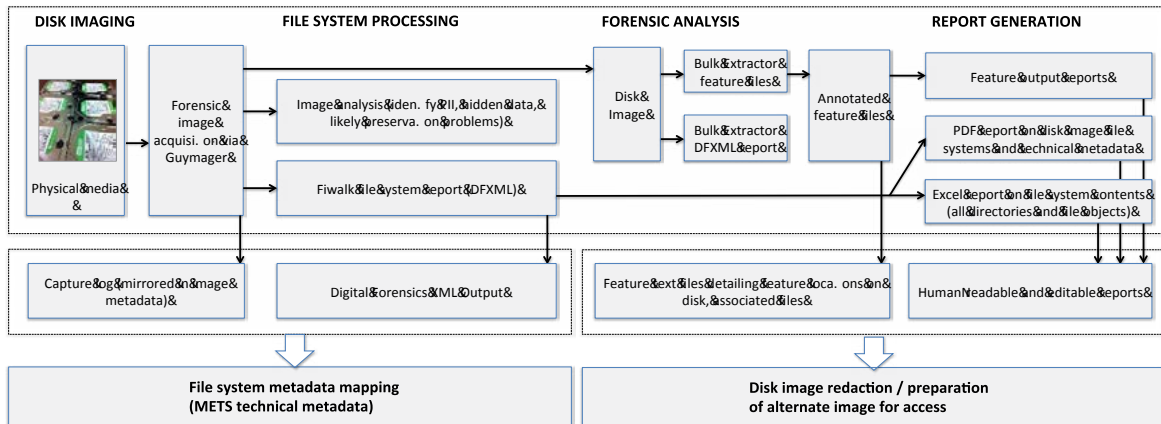 DISK IMAGING
FILE SYSTEM PROCESSING
FORENSIC ANALYSIS
REPORT GENERATION
Physical&media&
&
Forensic&
image&
acquisi. on&ia&
Guymager&
Image&analysis&(iden. fy&PII,&hidden&data,&
likely&preserva. on&problems)&
Fiwalk&file&system&report&(DFXML)&
Disk&
Image&
Bulk&Extractor&
feature&files&
Bulk&Extractor&
DFXML&report&
Annotated&
feature&files&
Feature&output&reports&
PDF&report&on&disk&image&file&
systems&and&technical&metadata&
Excel&report&on&file&system&contents&
(all&directories&and&file&objects)&
Capture&log&(mirrored&in&image&
metadata)&
Digital&Forensics&XML&Output&
Feature&text&files&detailing&feature&loca. ons&on&
disk,&associated&files&
Human&readable&and&editable&reports&
File system metadata mapping
(METS technical metadata)
Disk image redaction / preparation
of alternate image for access